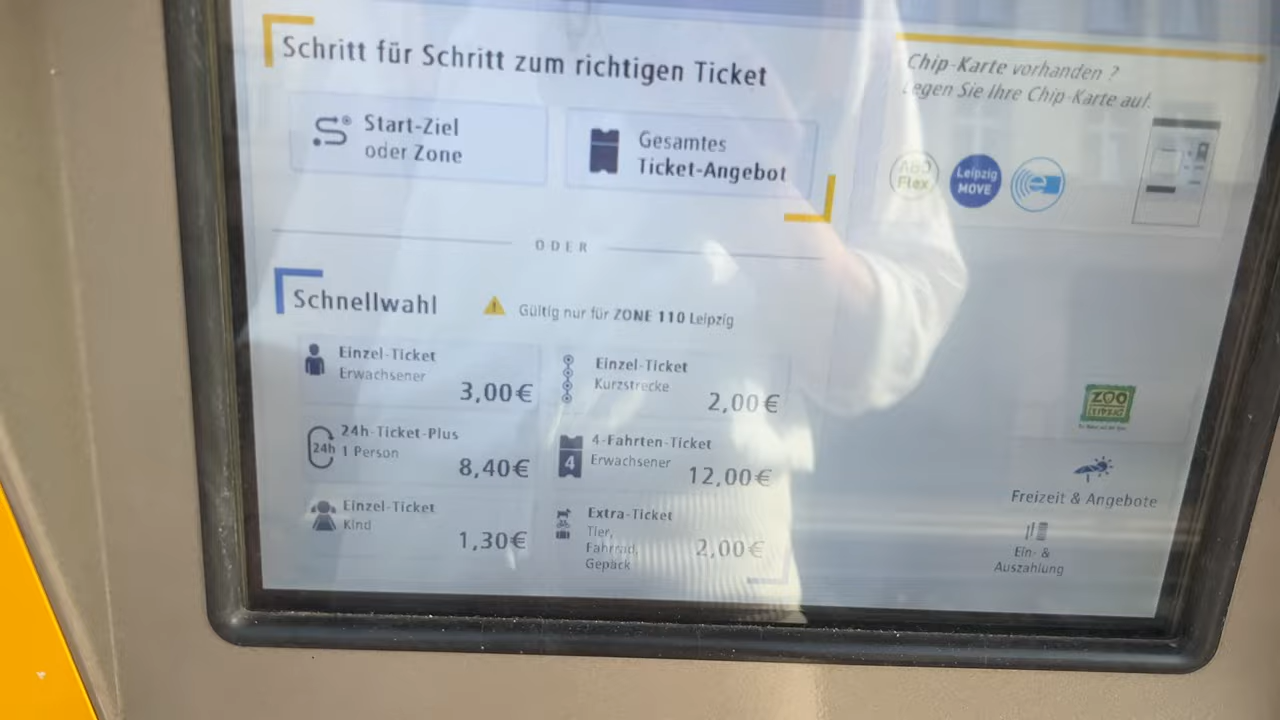 Schritt für Schritt zum richtigen Ticket
Start-Ziel
oder Zone
Gesamtes
Ticket-Angebot
Chip-Karte vorhanden ?
Legen Sie Ihre Chip-Karte auf.
Abo
Flex
Leipzig
MOVE
e
ODER
Schnellwahl
Gültig nur für ZONE 110 Leipzig
Einzel-Ticket
Erwachsener
3,00€
Einzel-Ticket
Kurzstrecke
2,00€
24h
24h-Ticket-Plus
1 Person
8,40€
4
4-Fahrten-Ticket
Erwachsener
12,00€
Einzel-Ticket
Kind
1,30€
Extra-Ticket
Tier,
Fahrrad,
Gepäck
2,00€
ZOO
LEIPZIG
Freizeit & Angebote
Ein- &
Auszahlung